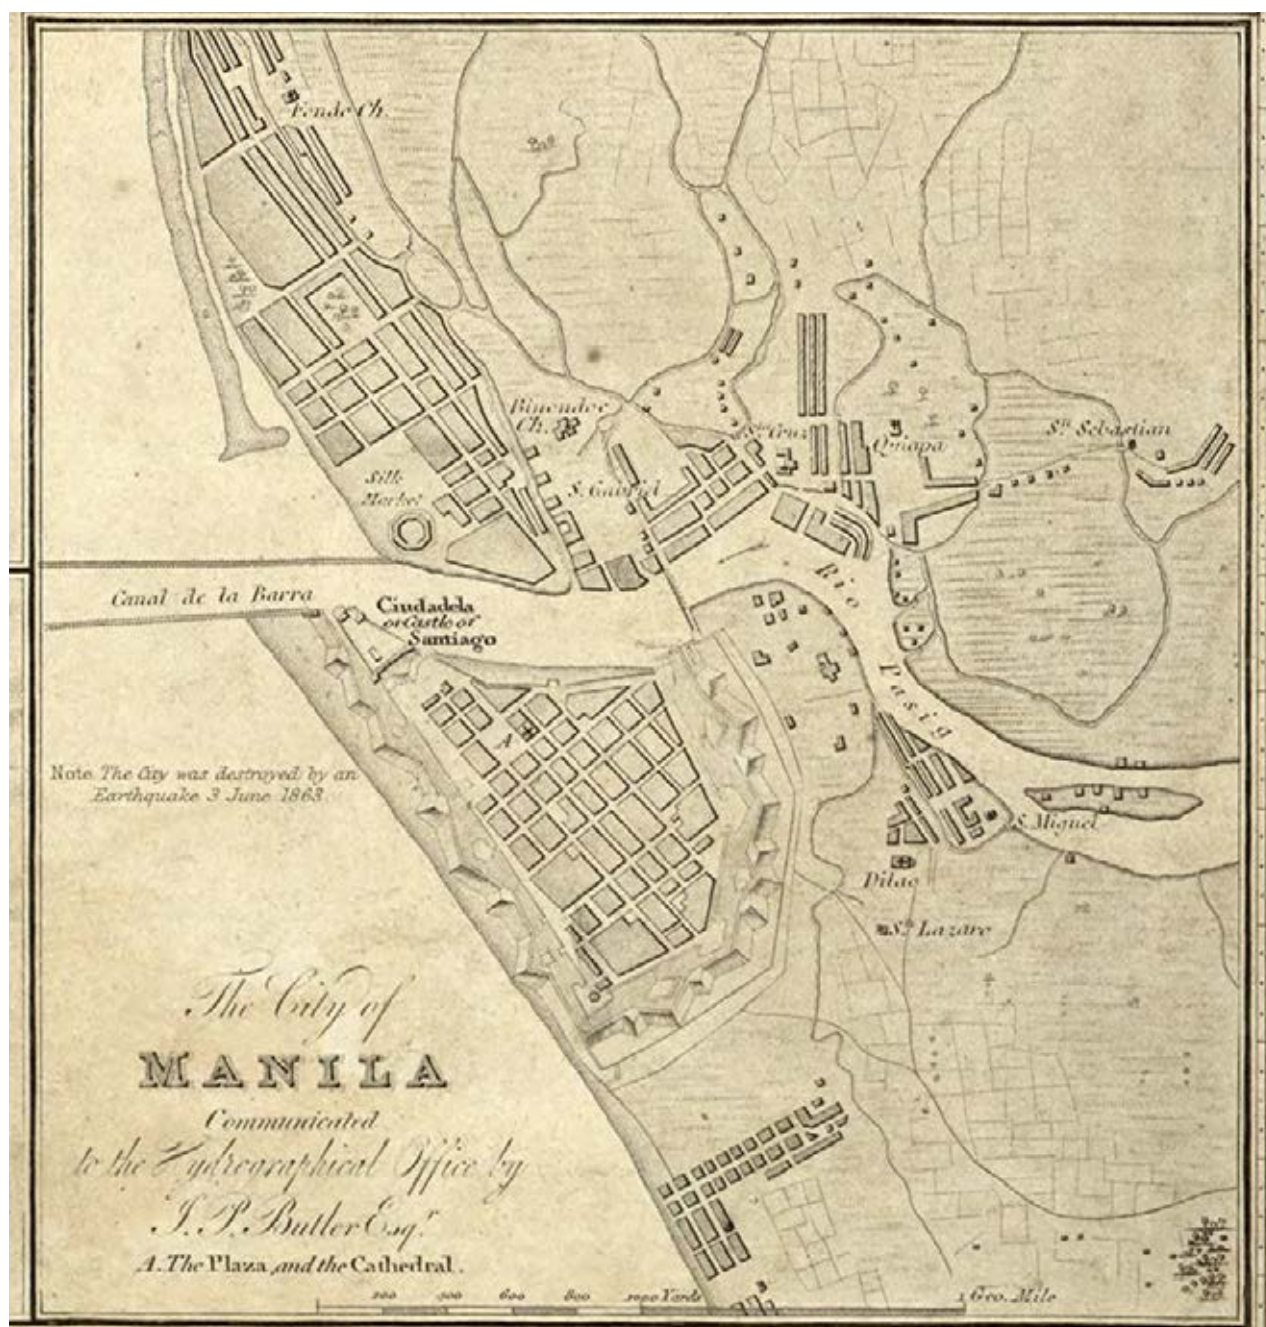 Tondo Ch.
Binondoc
Ch.
Sta Cruz
Quiapa
Sn Sebastian
Silk
Market
S. Gabriel
Rio
Pasig
Canal de la Barra
Ciudadela
or Castle of
Santiago
A
Note. The City was destroyed by an
Earthquake 3 June 1863.
S. Miguel
Dilao
Sn Lazaro
The City of
MANILA
Communicated
to the Hydrographical Office by
J. P. Butler Esqr.
A. The Plaza, and the Cathedral.
200 400 600 800 1000 Yards 1 Geo. Mile